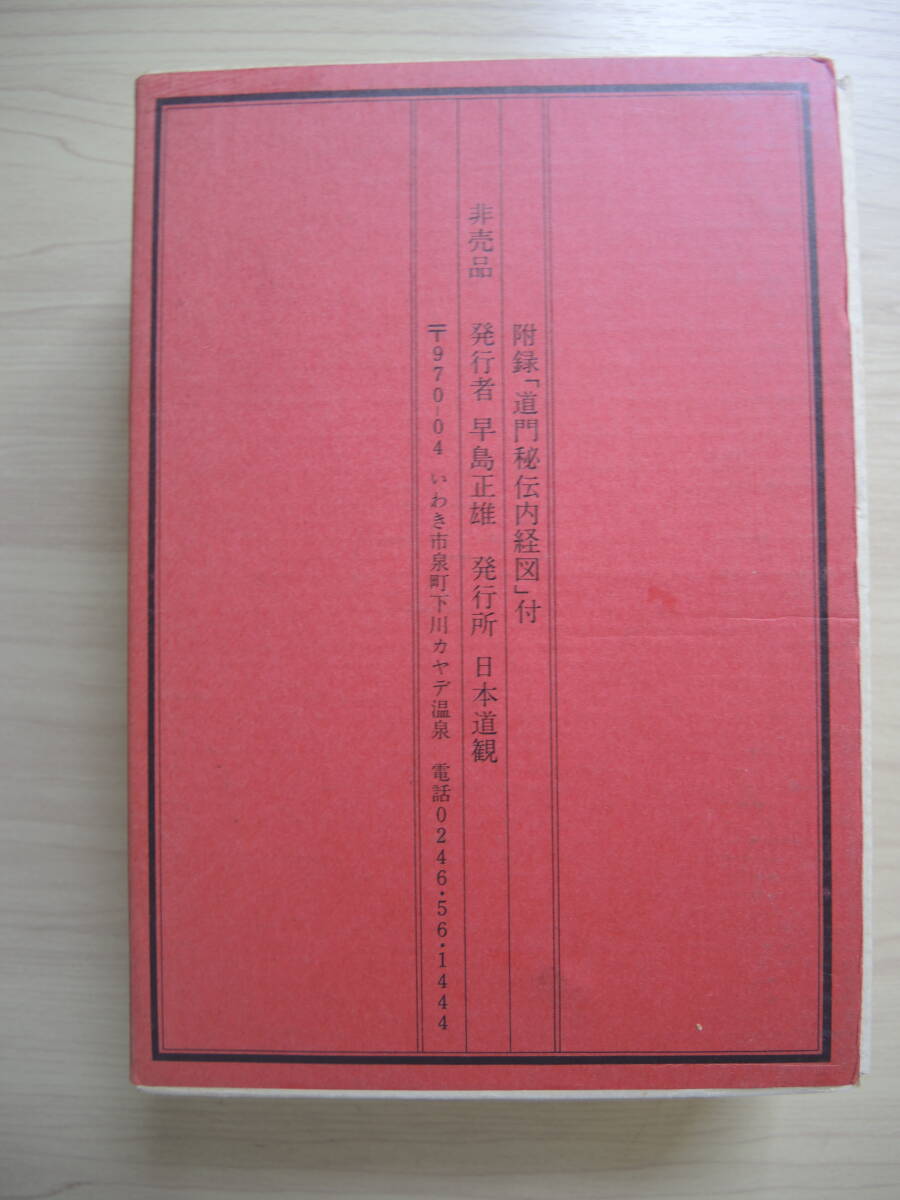 附録「道門秘伝内経図」付
非売品 発行者 早島正雄 発行所 日本道観
〒970-04 いわき市泉町下川カヤデ温泉 電話0246・56・1444